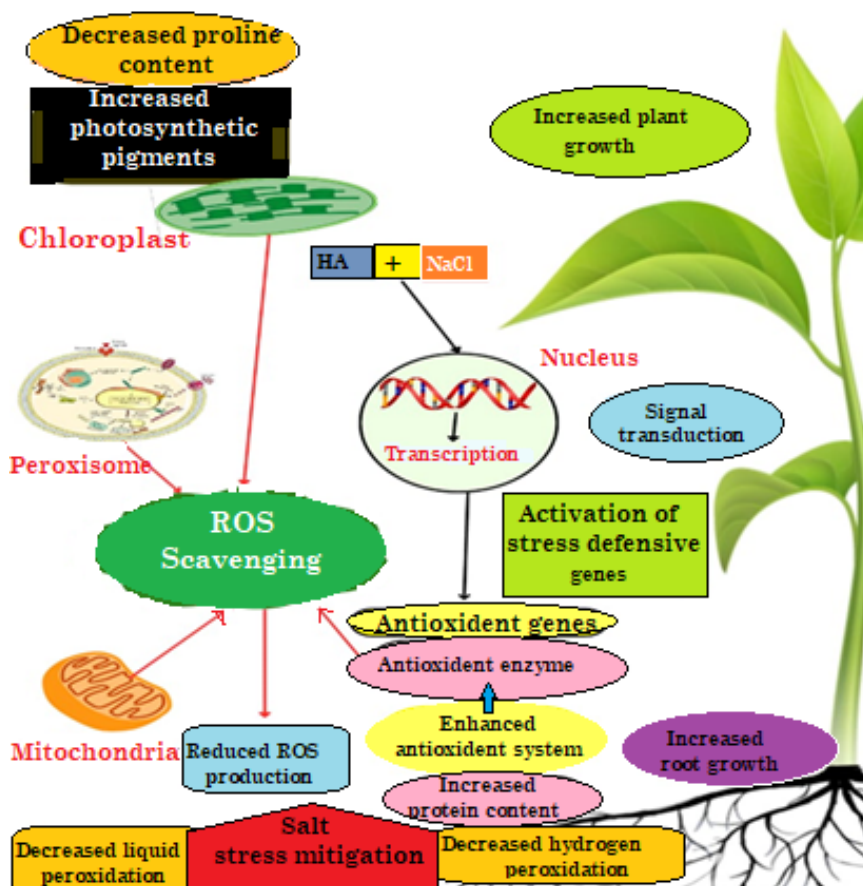 Decreased proline
content
Increased
photosynthetic
pigments
Increased plant
growth
Chloroplast
HA + NaCl
Nucleus
Transcription
Signal
transduction
Peroxisome
ROS
Scavenging
Activation of
stress defensive
genes
Antioxident genes
Antioxident enzyme
Mitochondria
Reduced ROS
production
Enhanced
antioxident system
Increased
root growth
Increased
protein content
Salt
stress mitigation
Decreased liquid
peroxidation
Decreased hydrogen
peroxidation